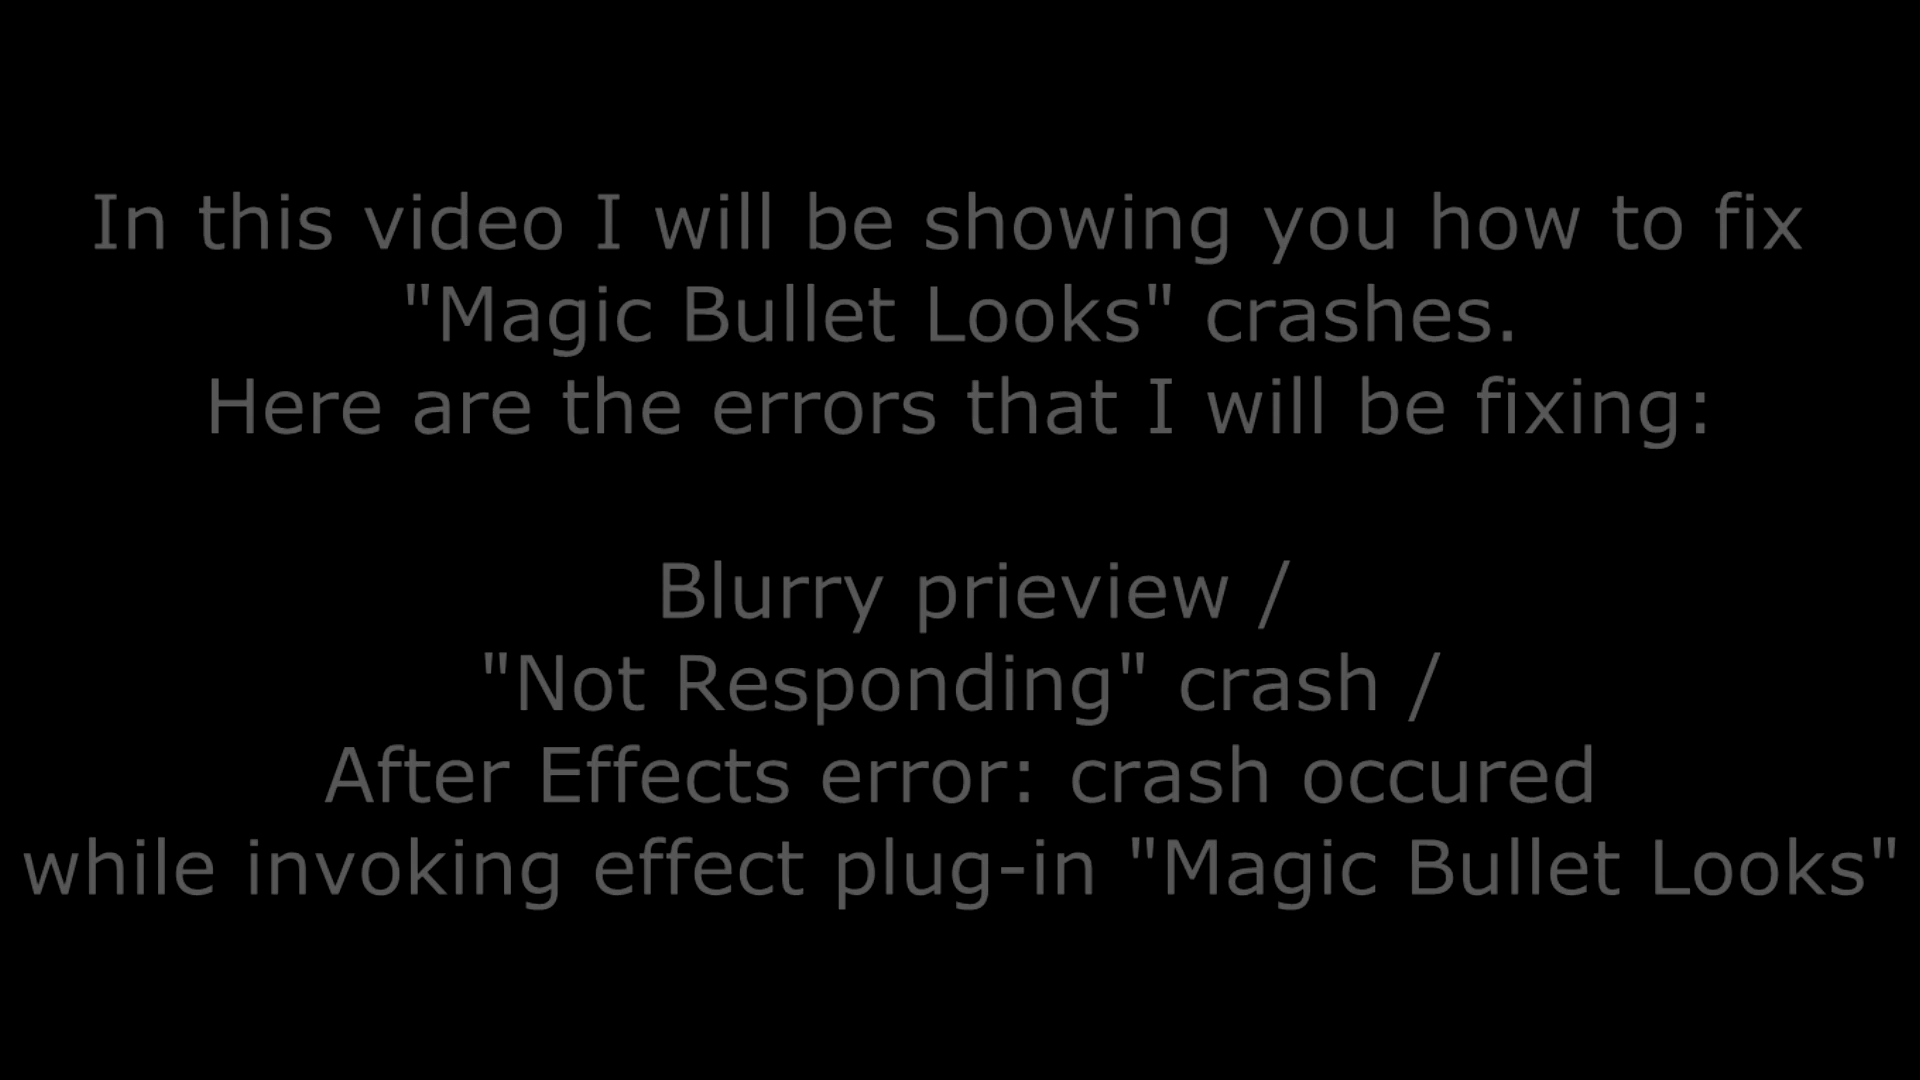 In this video I will be showing you how to fix
"Magic Bullet Looks" crashes.
Here are the errors that I will be fixing:
Blurry prieview /
"Not Responding" crash /
After Effects error: crash occured
while invoking effect plug-in "Magic Bullet Looks"